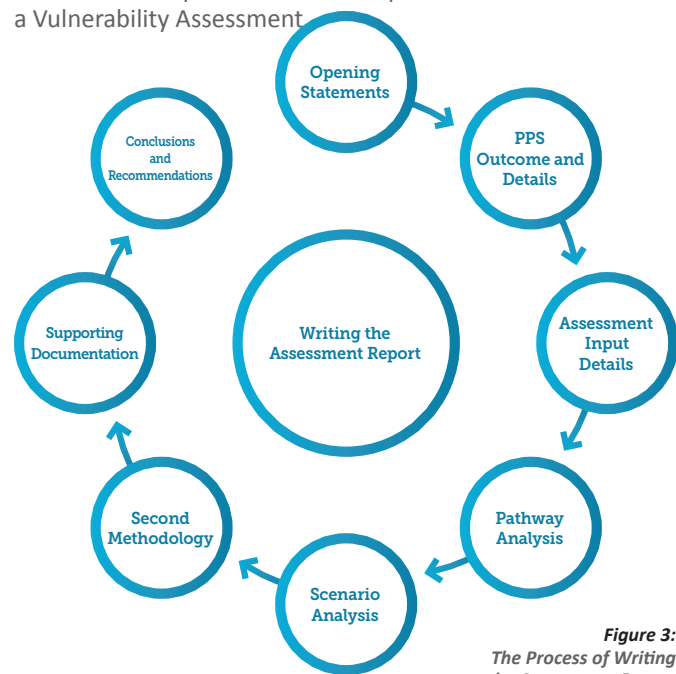 a Vulnerability Assessment
Opening
Statements
PPS
Outcome and
Details
Assessment
Input
Details
Pathway
Analysis
Scenario
Analysis
Second
Methodology
Supporting
Documentation
Conclusions
and
Recommendations
Writing the
Assessment Report
Figure 3:
The Process of Writing